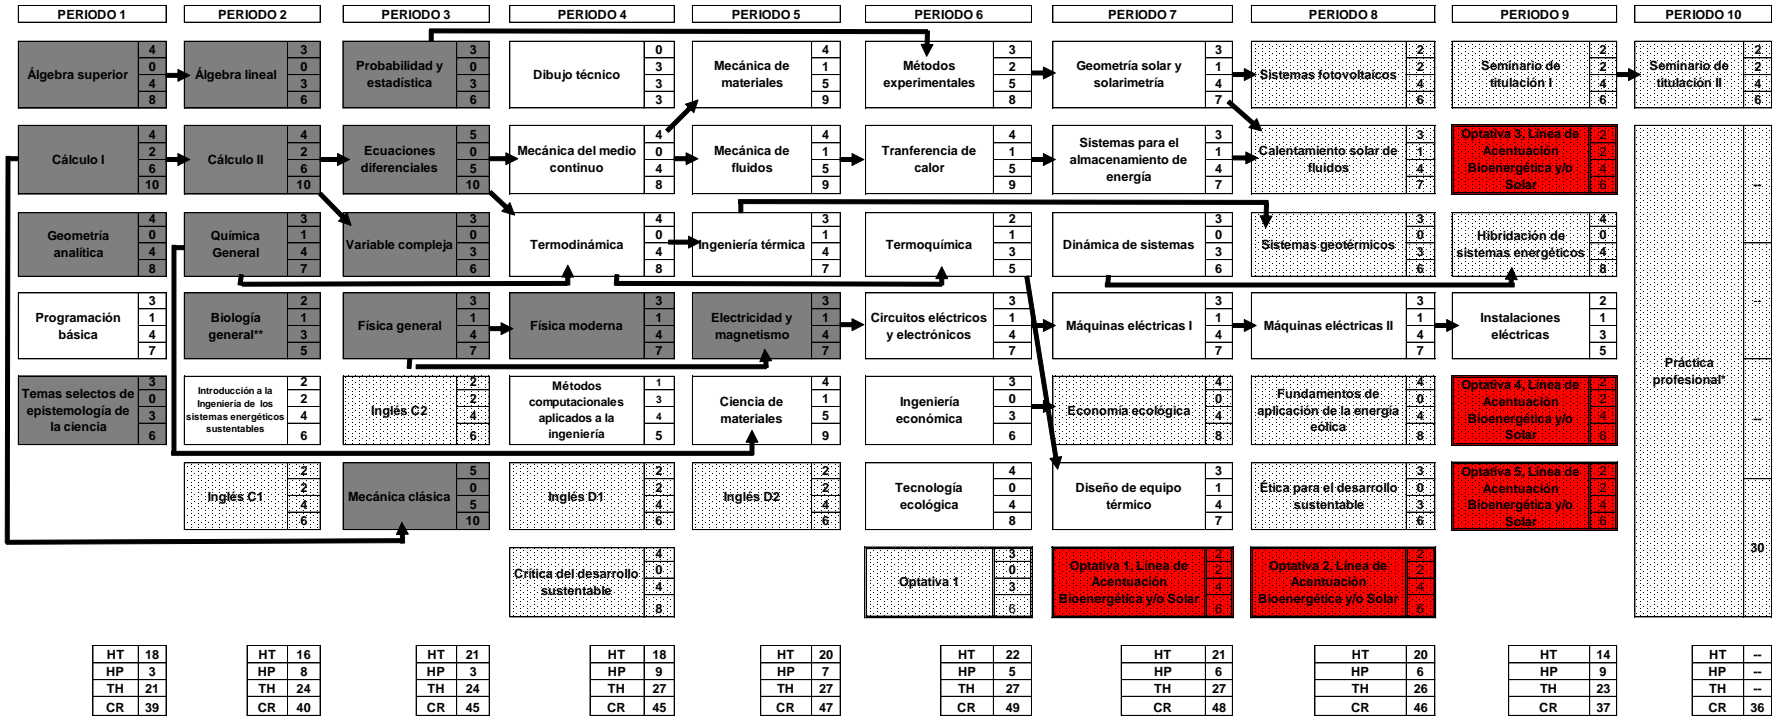 PERIODO 1
PERIODO 2
PERIODO 3
PERIODO 4
PERIODO 5
PERIODO 6
PERIODO 7
PERIODO 8
PERIODO 9
PERIODO 10
Álgebra superior
4
0
4
8
Álgebra lineal
3
0
3
6
Probabilidad y
estadística
3
0
3
6
Dibujo técnico
0
3
3
3
Mecánica de
materiales
4
1
5
9
Métodos
experimentales
3
2
5
8
Geometría solar y
solarimetría
3
1
4
7
Sistemas fotovoltaicos
2
2
4
6
Seminario de
titulación I
2
2
4
6
Seminario de
titulación II
2
2
4
6
Cálculo I
4
2
6
10
Cálculo II
4
2
6
10
Ecuaciones
diferenciales
5
0
5
10
Mecánica del medio
continuo
4
0
4
8
Mecánica de
fluidos
4
1
5
9
Tranferencia de
calor
4
1
5
9
Sistemas para el
almacenamiento de
energía
3
1
4
7
Calentamiento solar de
fluidos
3
1
4
7
Optativa 3, Línea de
Acentuación
Bioenergética y/o
Solar
2
2
4
6
Geometría
analítica
4
0
4
8
Química
General
3
1
4
7
Variable compleja
3
0
3
6
Termodinámica
4
0
4
8
Ingeniería térmica
3
1
4
7
Termoquímica
2
1
3
5
Dinámica de sistemas
3
0
3
6
Sistemas geotérmicos
3
0
3
6
Hibridación de
sistemas energéticos
4
0
4
8
Programación
básica
3
1
4
7
Biología
general**
2
1
3
5
Física general
3
1
4
7
Física moderna
3
1
4
7
Electricidad y
magnetismo
3
1
4
7
Circuitos eléctricos
y electrónicos
3
1
4
7
Máquinas eléctricas I
3
1
4
7
Máquinas eléctricas II
3
1
4
7
Instalaciones
eléctricas
2
1
3
5
Práctica
profesional*
--
--
--
30
Temas selectos de
epistemología de
la ciencia
3
0
3
6
Introducción a la
Ingeniería de los
sistemas energéticos
sustentables
2
2
4
6
Inglés C2
2
2
4
6
Métodos
computacionales
aplicados a la
ingeniería
1
3
4
5
Ciencia de
materiales
4
1
5
9
Ingeniería
económica
3
0
3
6
Economía ecológica
4
0
4
8
Fundamentos de
aplicación de la energía
eólica
4
0
4
8
Optativa 4, Línea de
Acentuación
Bioenergética y/o
Solar
2
2
4
6
Inglés C1
2
2
4
6
Mecánica clásica
5
0
5
10
Inglés D1
2
2
4
6
Inglés D2
2
2
4
6
Tecnología
ecológica
4
0
4
8
Diseño de equipo
térmico
3
1
4
7
Ética para el desarrollo
sustentable
3
0
3
6
Optativa 5, Línea de
Acentuación
Bioenergética y/o
Solar
2
2
4
6
Crítica del desarrollo
sustentable
4
0
4
8
Optativa 1
3
0
3
6
Optativa 1, Línea de
Acentuación
Bioenergética y/o Solar
2
2
4
6
Optativa 2, Línea de
Acentuación
Bioenergética y/o Solar
2
2
4
6
HT 18 HT 16 HT 21 HT 18 HT 20 HT 22 HT 21 HT 20 HT 14 HT --
HP 3 HP 8 HP 3 HP 9 HP 7 HP 5 HP 6 HP 6 HP 9 HP --
TH 21 TH 24 TH 24 TH 27 TH 27 TH 27 TH 27 TH 26 TH 23 TH --
CR 39 CR 40 CR 45 CR 45 CR 47 CR 49 CR 48 CR 46 CR 37 CR 36